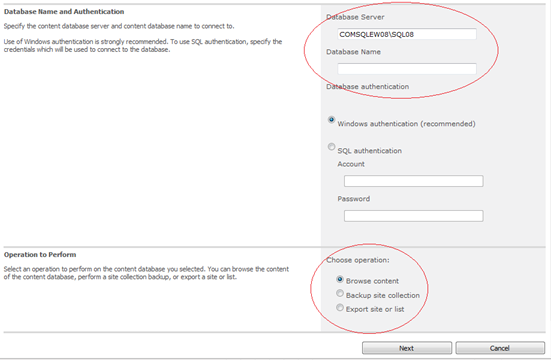 Database Name and Authentication
Specify the content database server and content database name to connect to.
Use of Windows authentication is strongly recommended. To use SQL authentication, specify the
credentials which will be used to connect to the database.
Database Server
COMSQLEW08\SQL08
Database Name
Database authentication
Windows authentication (recommended)
SQL authentication
Account
Password
Operation to Perform
Select an operation to perform on the content database you selected. You can browse the content
of the content database, perform a site collection backup, or export a site or list.
Choose operation:
Browse content
Backup site collection
Export site or list
Next
Cancel